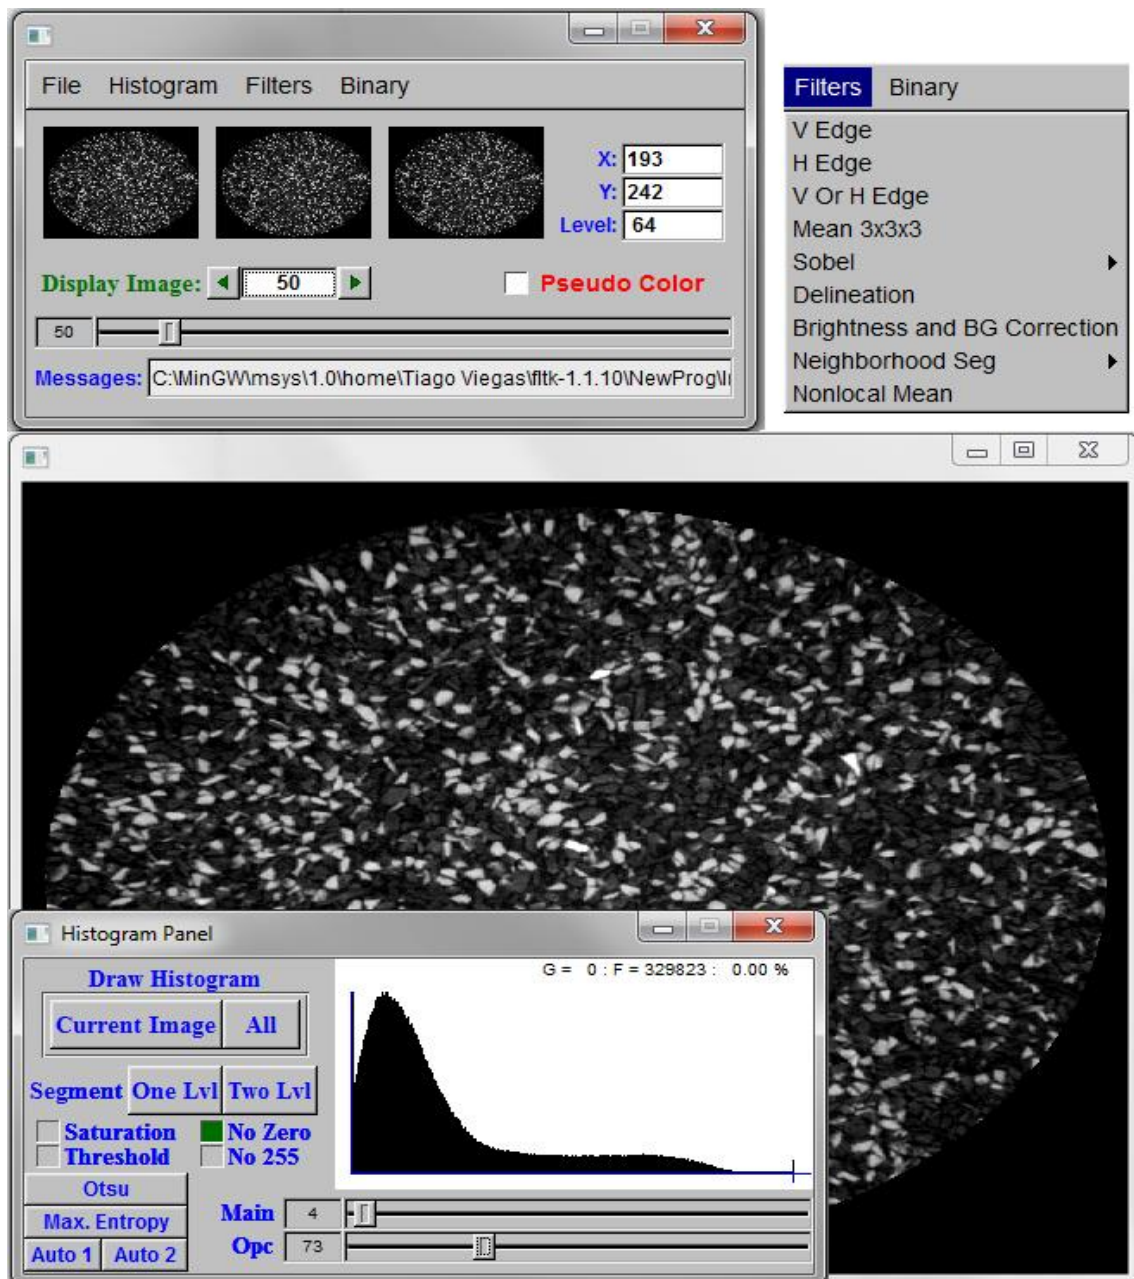 File Histogram Filters Binary
X: 193
Y: 242
Level: 64
Display Image: 50
Pseudo Color
50
Messages: C:\MinGW\msys\1.0\home\Tiago Viegas\fltk-1.1.10\NewProg\
Filters Binary
V Edge
H Edge
V Or H Edge
Mean 3x3x3
Sobel
Delineation
Brightness and BG Correction
Neighborhood Seg
Nonlocal Mean
Histogram Panel
Draw Histogram
Current Image All
Segment One Lvl Two Lvl
Saturation No Zero
Threshold No 255
Otsu
Max. Entropy
Auto 1 Auto 2
G = 0 : F = 329823 : 0.00 %
Main 4
Opc 73